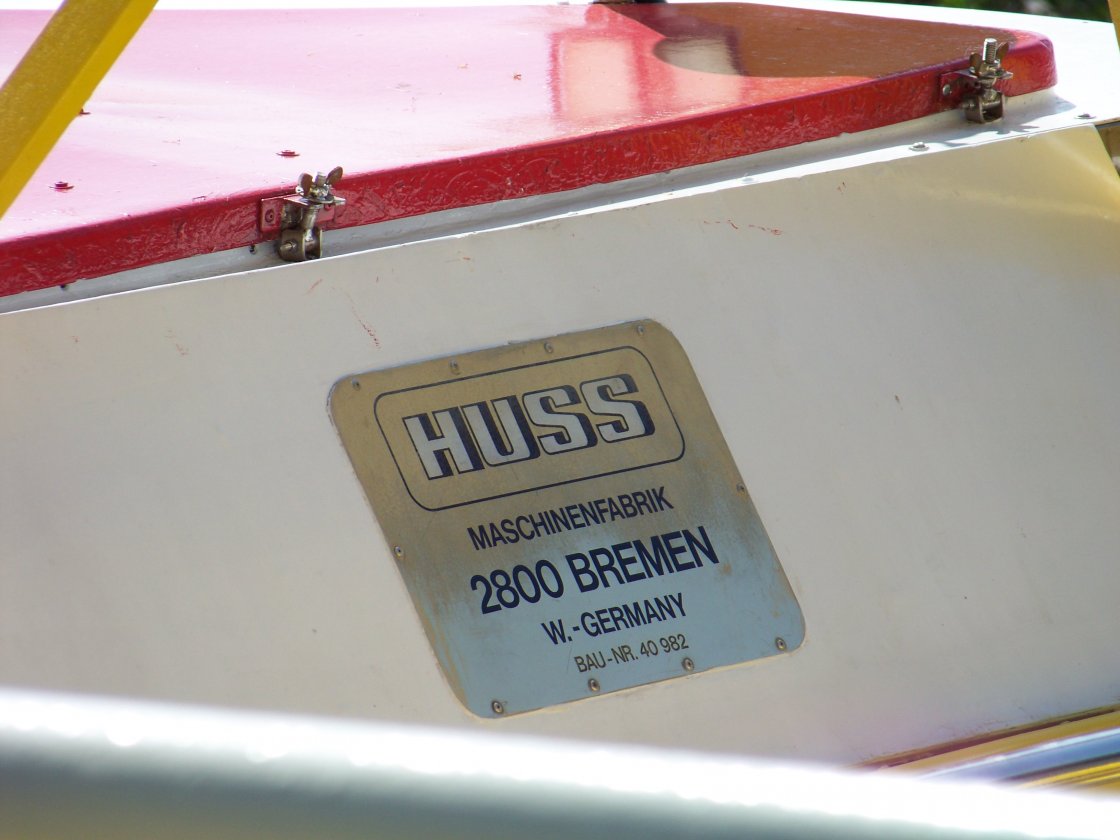 HUSS
MASCHINENFABRIK
2800 BREMEN
W.-GERMANY
BAU-NR. 40 982